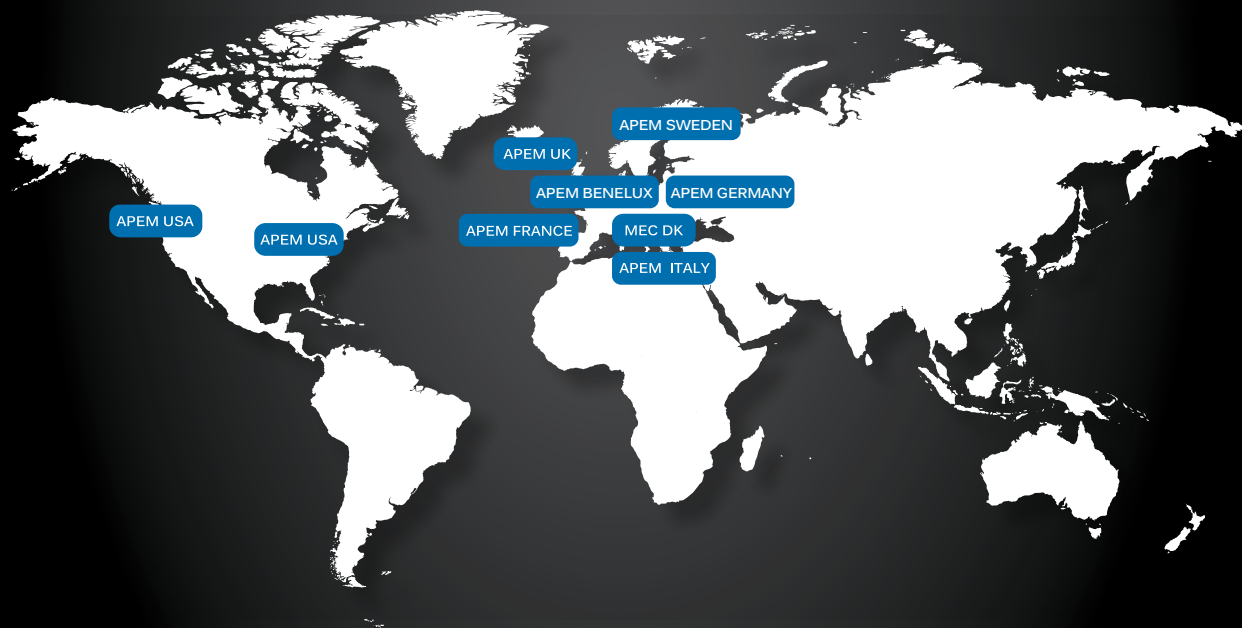 APEM SWEDEN
APEM UK
APEM BENELUX
APEM GERMANY
APEM USA
APEM FRANCE
MEC DK
APEM USA
APEM ITALY